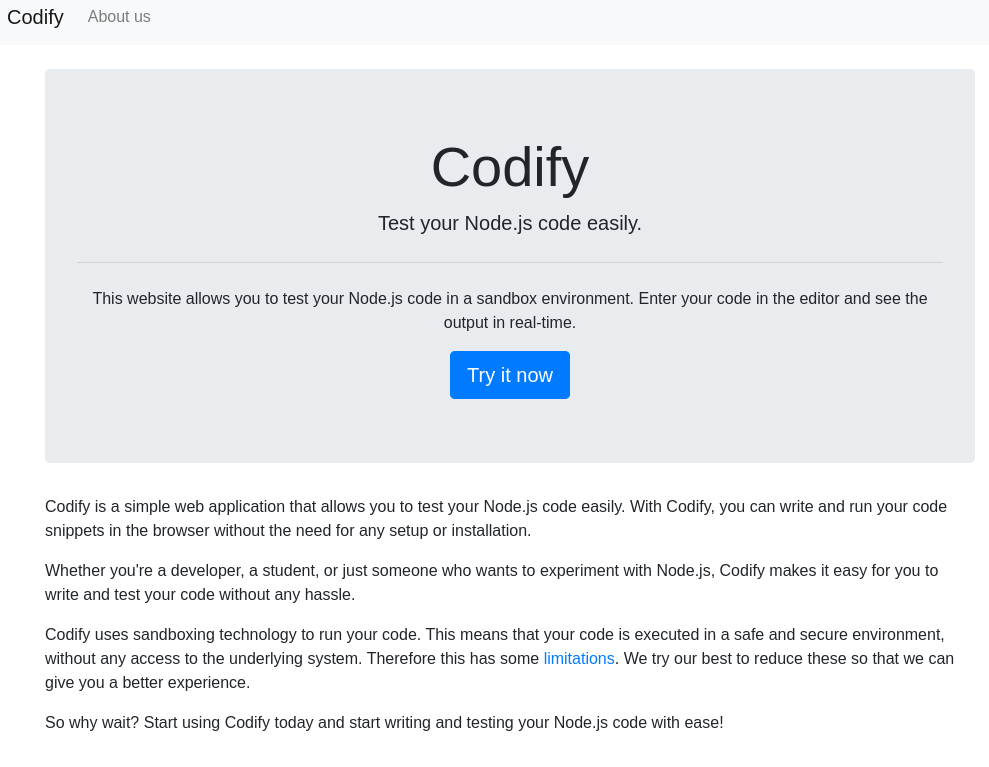 Codify About us
Codify
Test your Node.js code easily.
This website allows you to test your Node.js code in a sandbox environment. Enter your code in the editor and see the
output in real-time.
Try it now
Codify is a simple web application that allows you to test your Node.js code easily. With Codify, you can write and run your code
snippets in the browser without the need for any setup or installation.
Whether you're a developer, a student, or just someone who wants to experiment with Node.js, Codify makes it easy for you to
write and test your code without any hassle.
Codify uses sandboxing technology to run your code. This means that your code is executed in a safe and secure environment,
without any access to the underlying system. Therefore this has some limitations. We try our best to reduce these so that we can
give you a better experience.
So why wait? Start using Codify today and start writing and testing your Node.js code with ease!